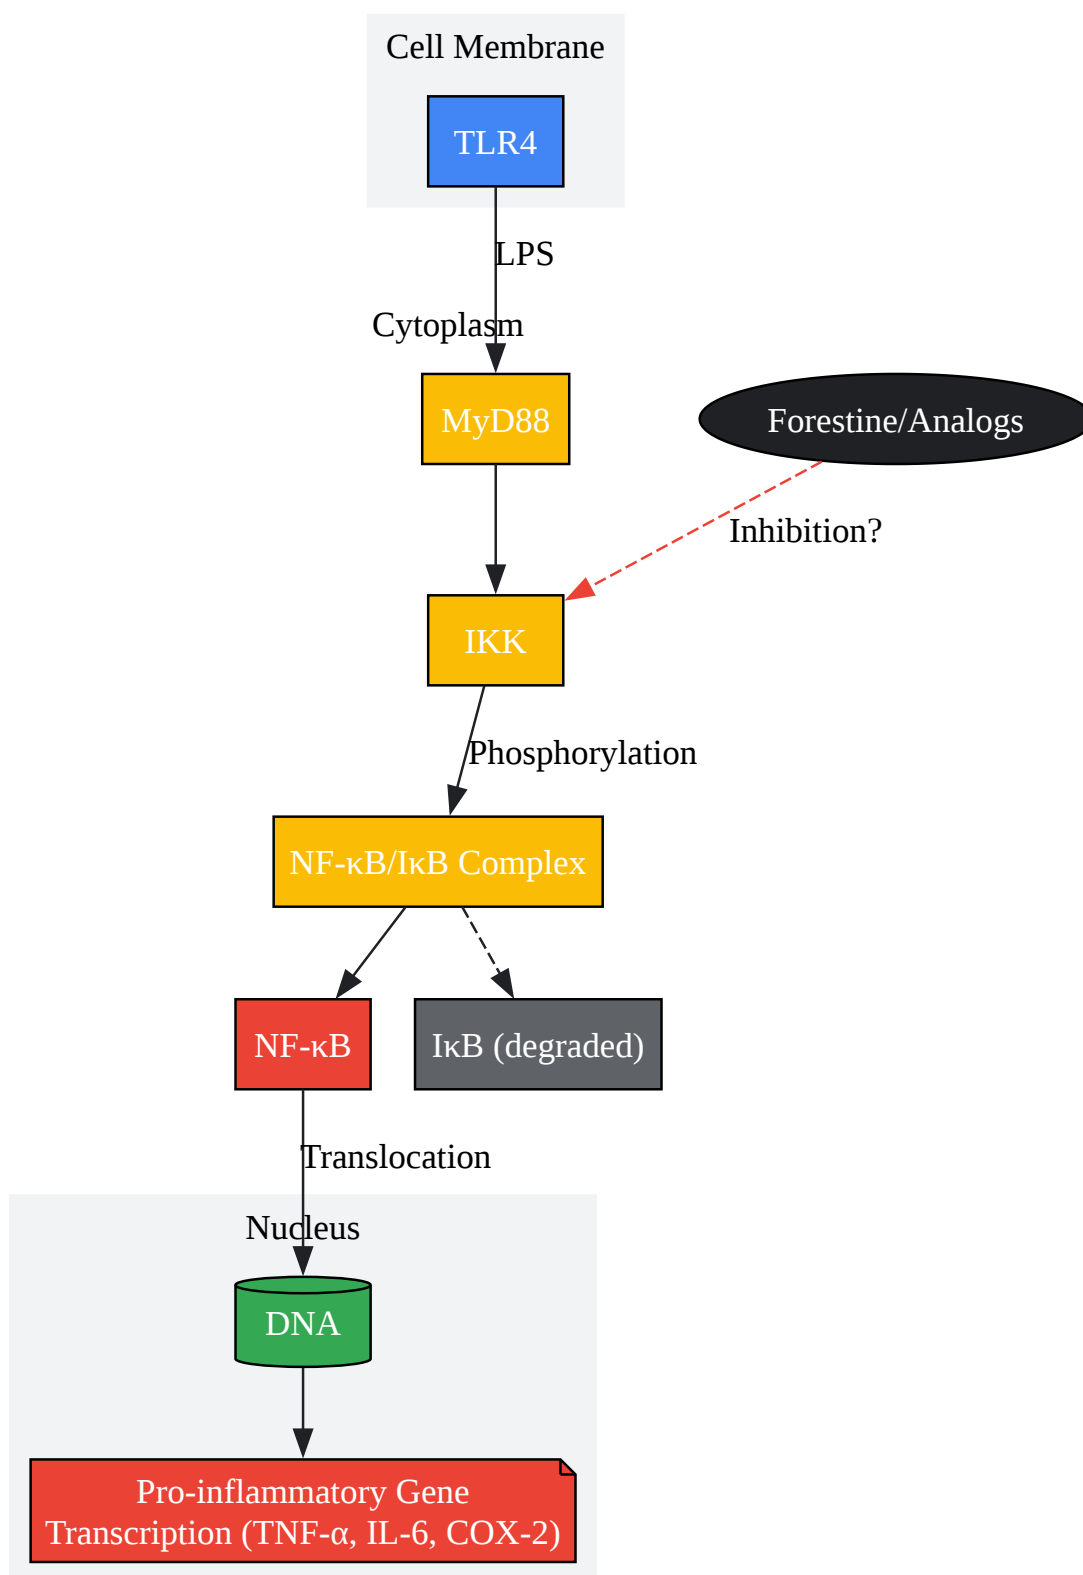 Cell Membrane
TLR4
LPS
Cytoplasm
MyD88
Forestine/Analogs
Inhibition?
IKK
Phosphorylation
NF-κB/IκB Complex
NF-κB
IκB (degraded)
Translocation
Nucleus
DNA
Pro-inflammatory Gene
Transcription (TNF-α, IL-6, COX-2)